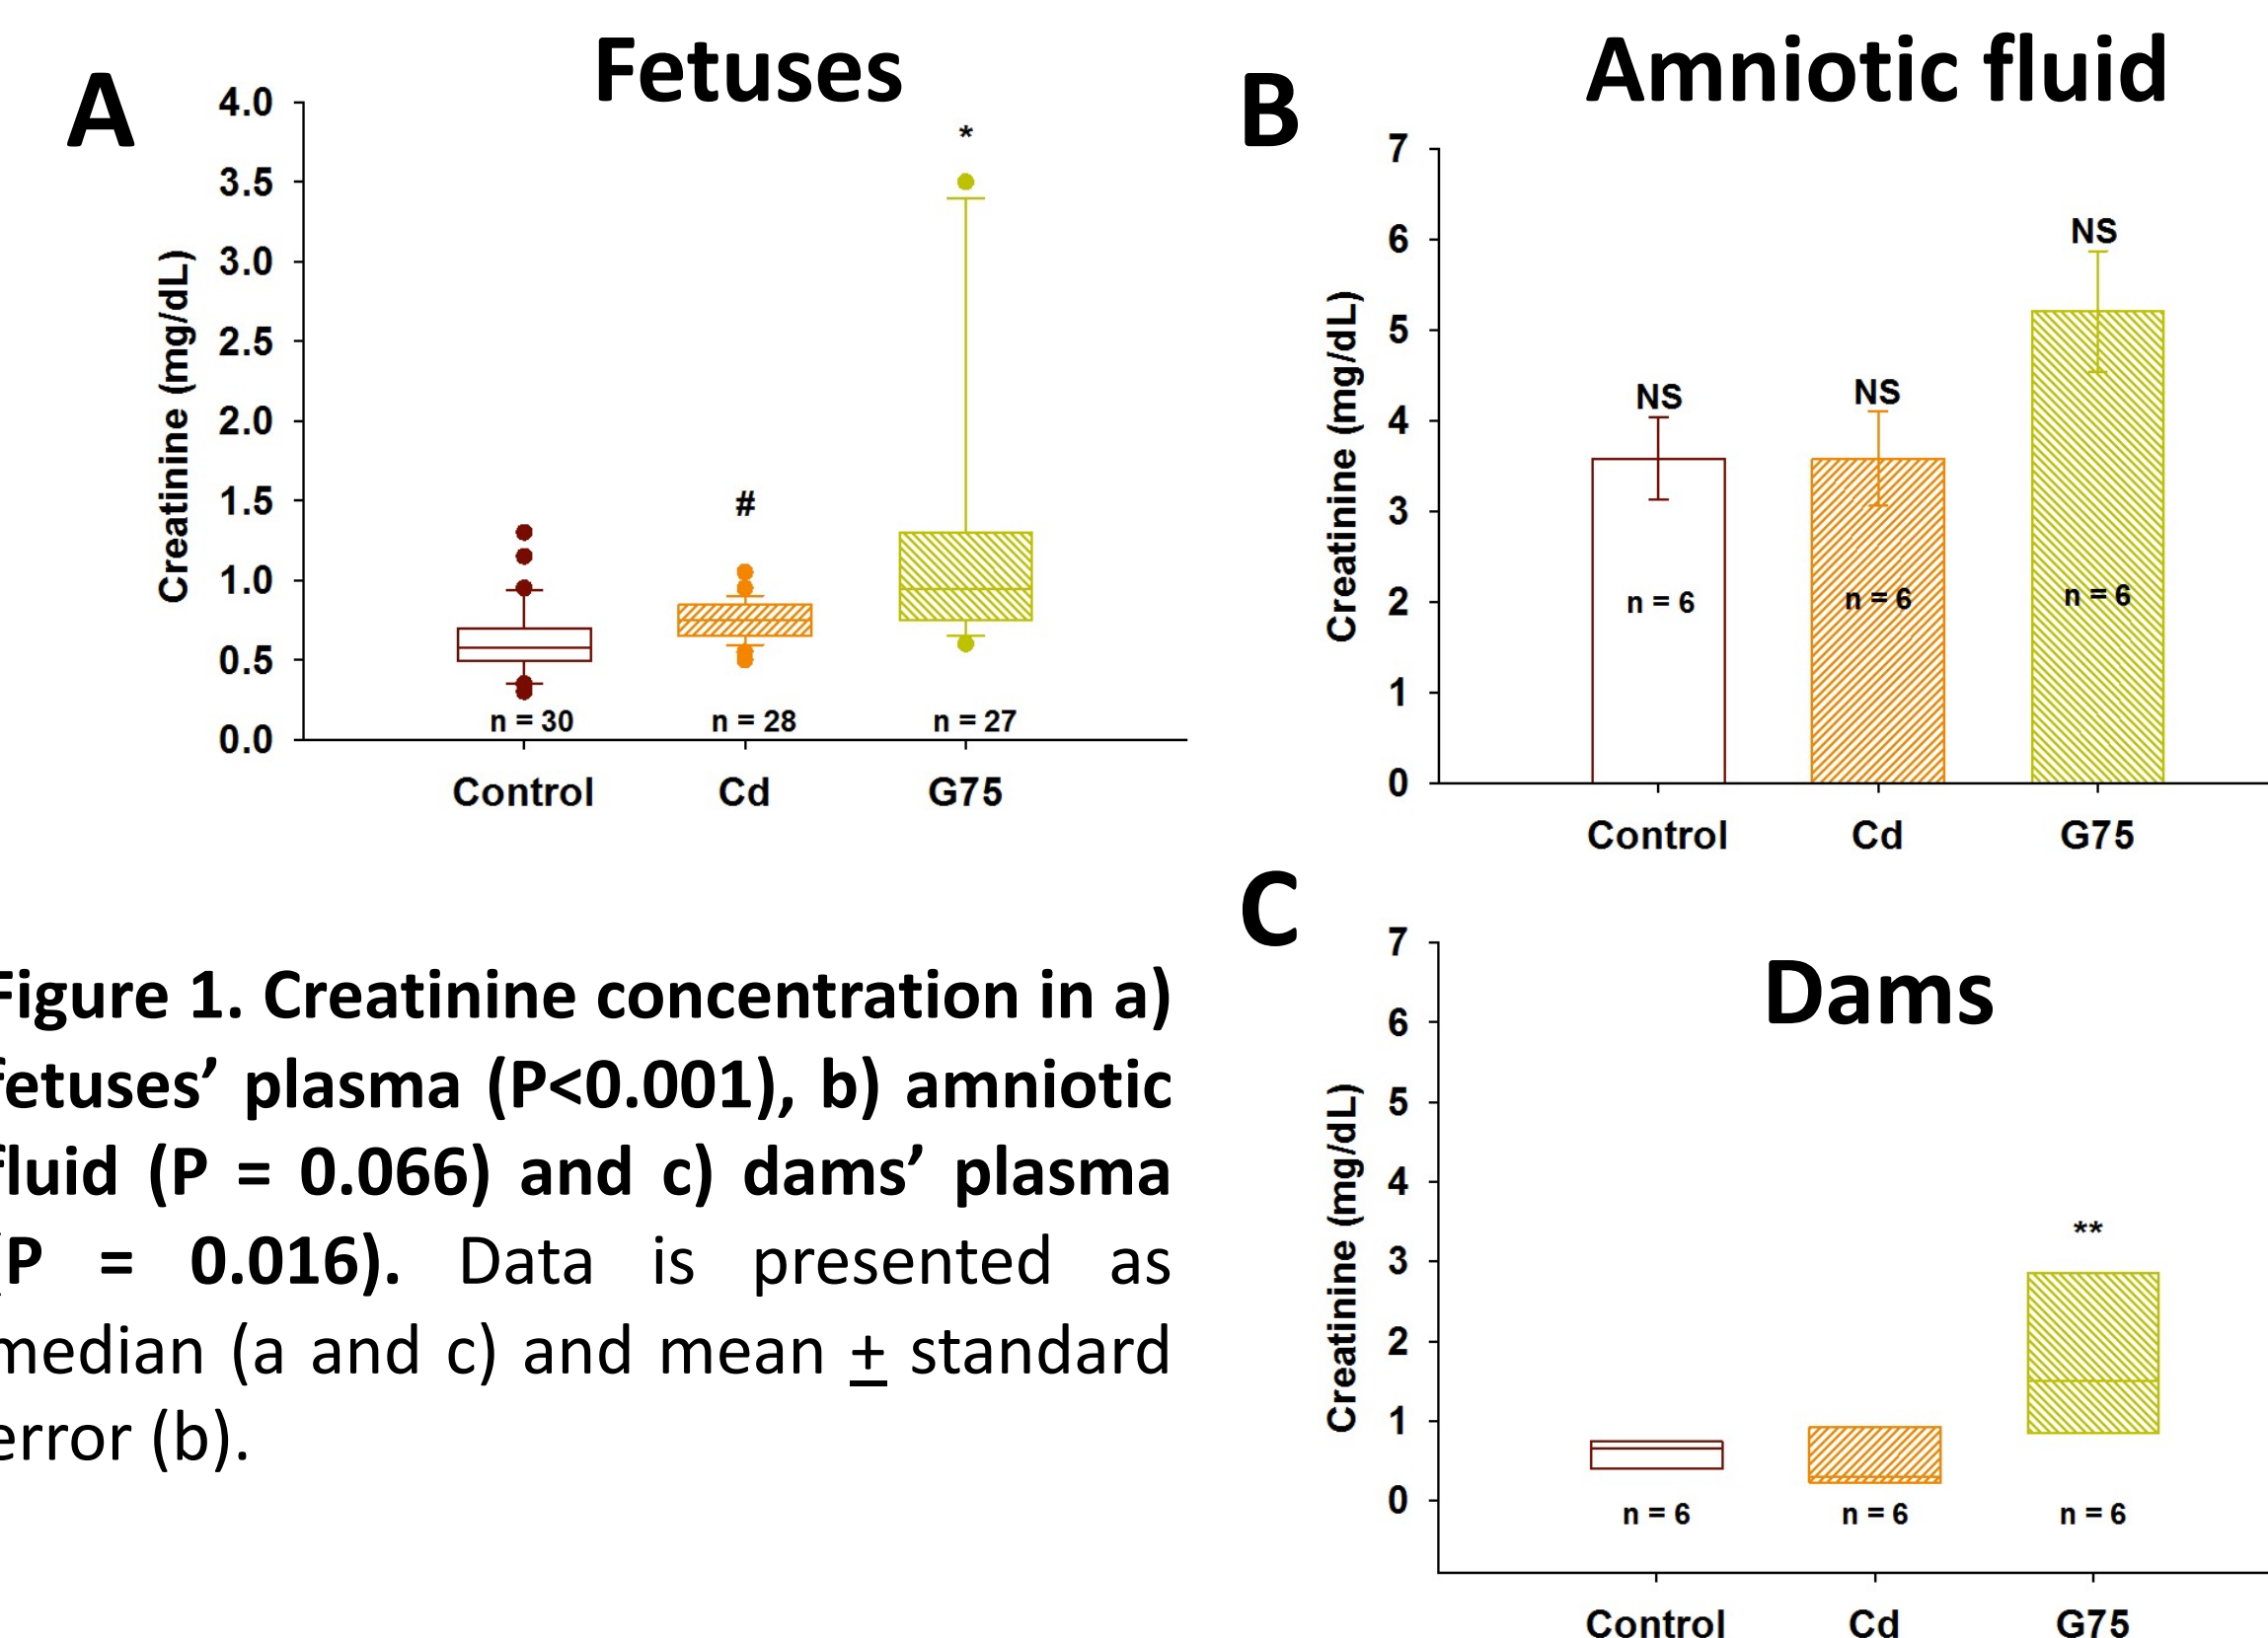 A
Fetuses
4.0
3.5
3.0
2.5
2.0
1.5
1.0
0.5
0.0
Creatinine (mg/dL)
*
#
n = 30
n = 28
n = 27
Control
Cd
G75
B
Amniotic fluid
7
6
5
4
3
2
1
0
Creatinine (mg/dL)
NS
NS
NS
n = 6
n = 6
n = 6
Control
Cd
G75
Figure 1. Creatinine concentration in a)
fetuses’ plasma (P<0.001), b) amniotic
fluid (P = 0.066) and c) dams’ plasma
(P = 0.016). Data is presented as
median (a and c) and mean ± standard
error (b).
C
Dams
7
6
5
4
3
2
1
0
Creatinine (mg/dL)
**
n = 6
n = 6
n = 6
Control
Cd
G75